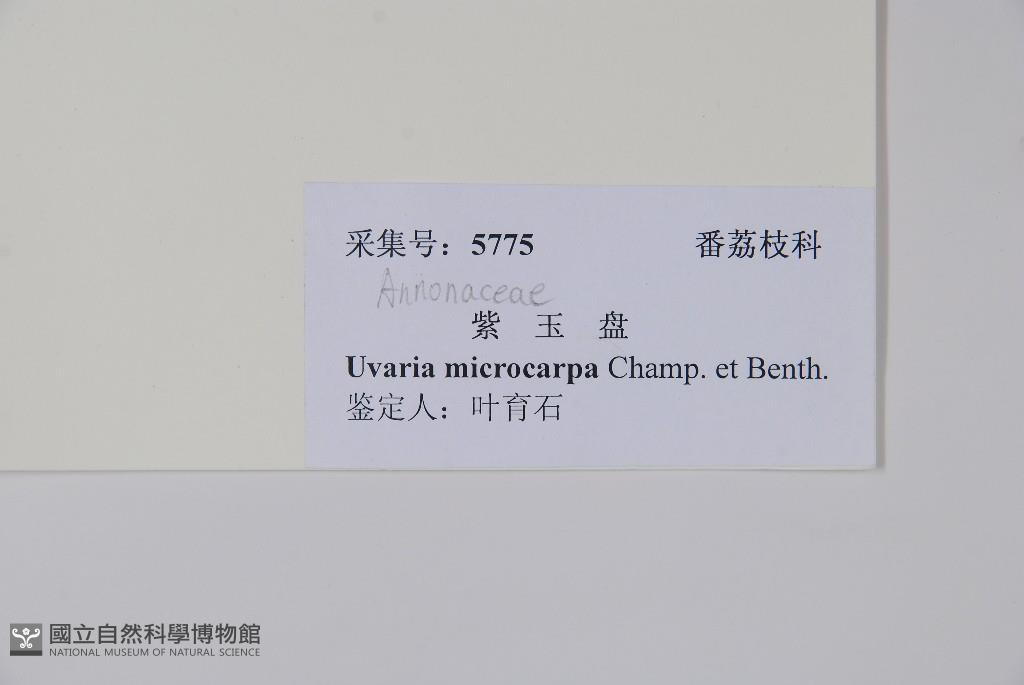 采集号：5775 番荔枝科
Annonaceae
紫 玉 盘
Uvaria microcarpa Champ. et Benth.
鉴定人：叶育石
國立自然科學博物館
NATIONAL MUSEUM OF NATURAL SCIENCE